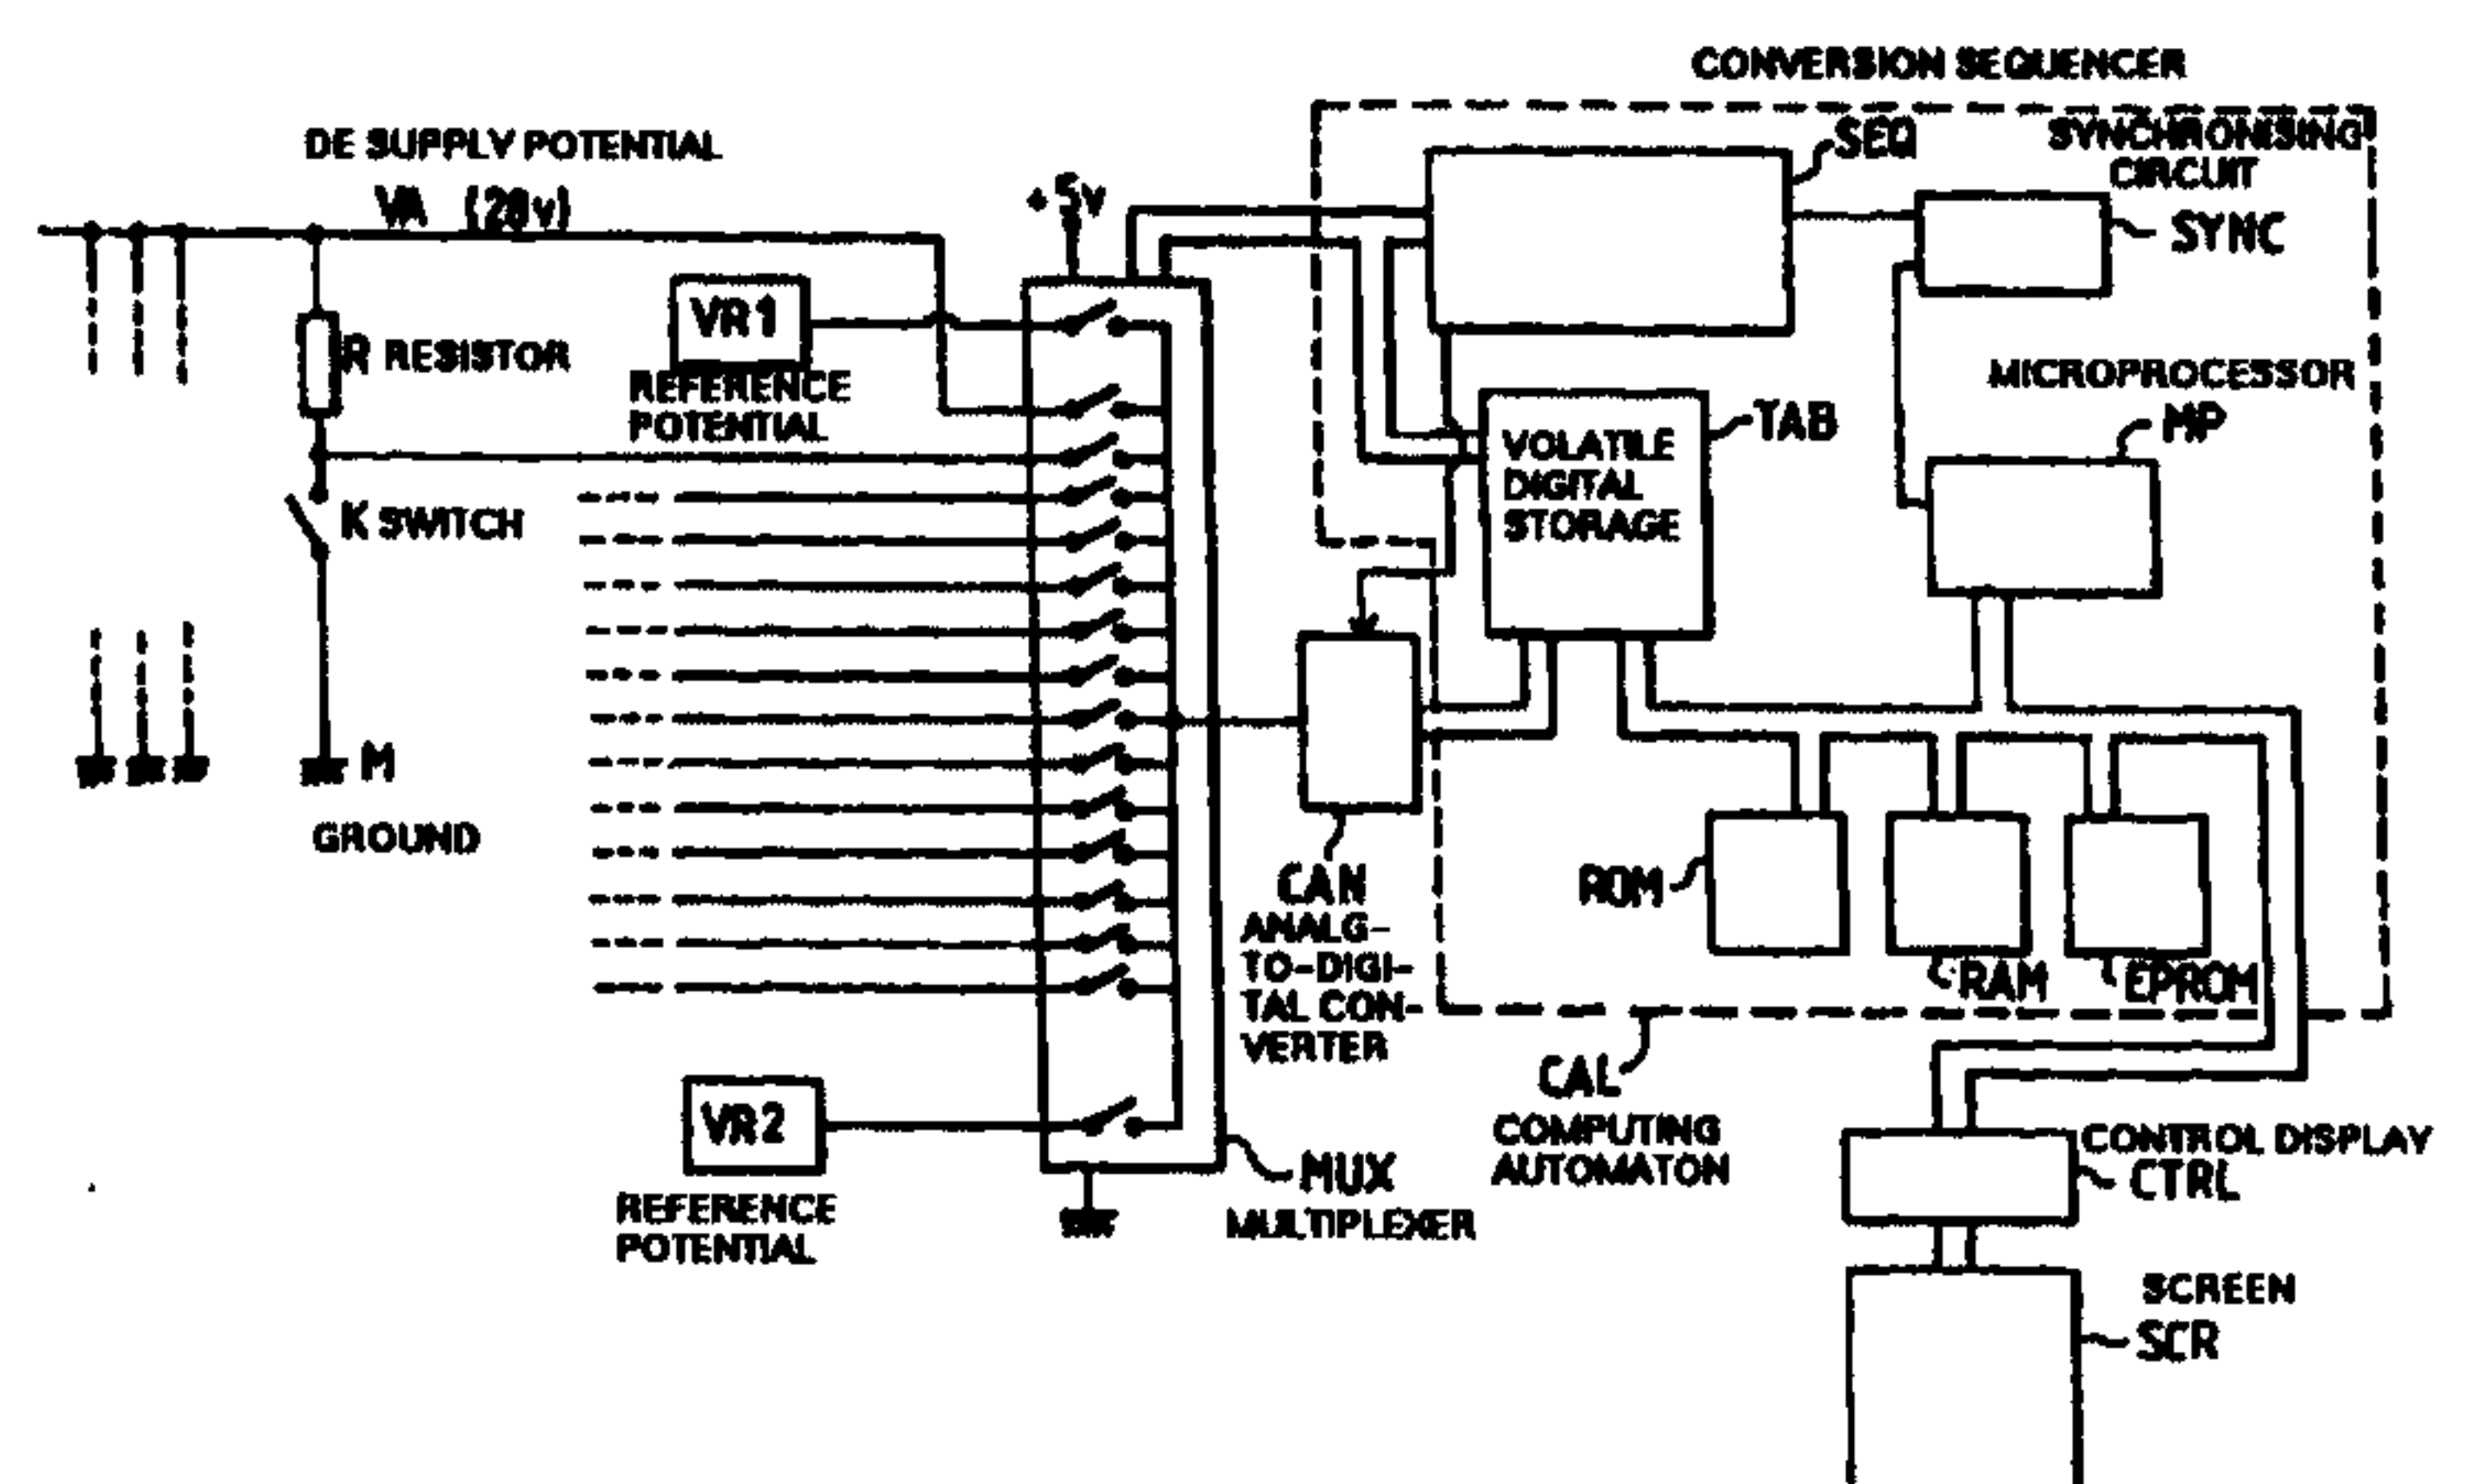 CONVERSION SEQUENCER
DE SUPPLY POTENTIAL
VA (28v)
+5v
SEQ
SYNCHRONISING
CIRCUIT
SYNC
VR1
REFERENCE
POTENTIAL
R RESISTOR
MICROPROCESSOR
MP
VOLATILE
DIGITAL
STORAGE
TAB
K SWITCH
M
GROUND
CAN
ANALG-
TO-DIGI-
TAL CON-
VERTER
ROM
RAM
EPROM
CAL
COMPUTING
AUTOMATON
VR2
REFERENCE
POTENTIAL
MUX
MULTIPLEXER
CONTROL DISPLAY
CTRL
SCREEN
SCR